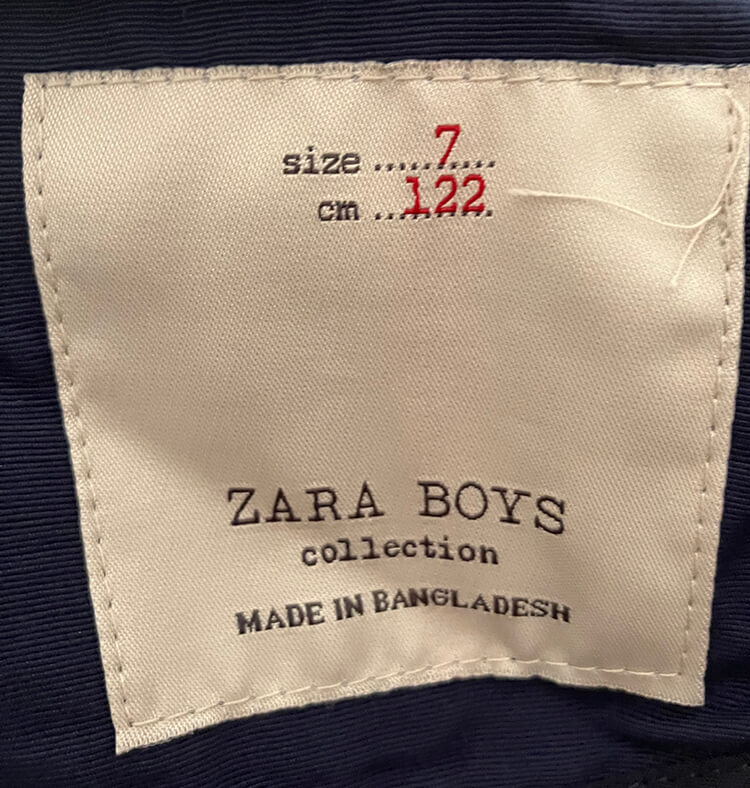 size ..... 7 .....
cm ..... 122 .....
ZARA BOYS
collection
MADE IN BANGLADESH